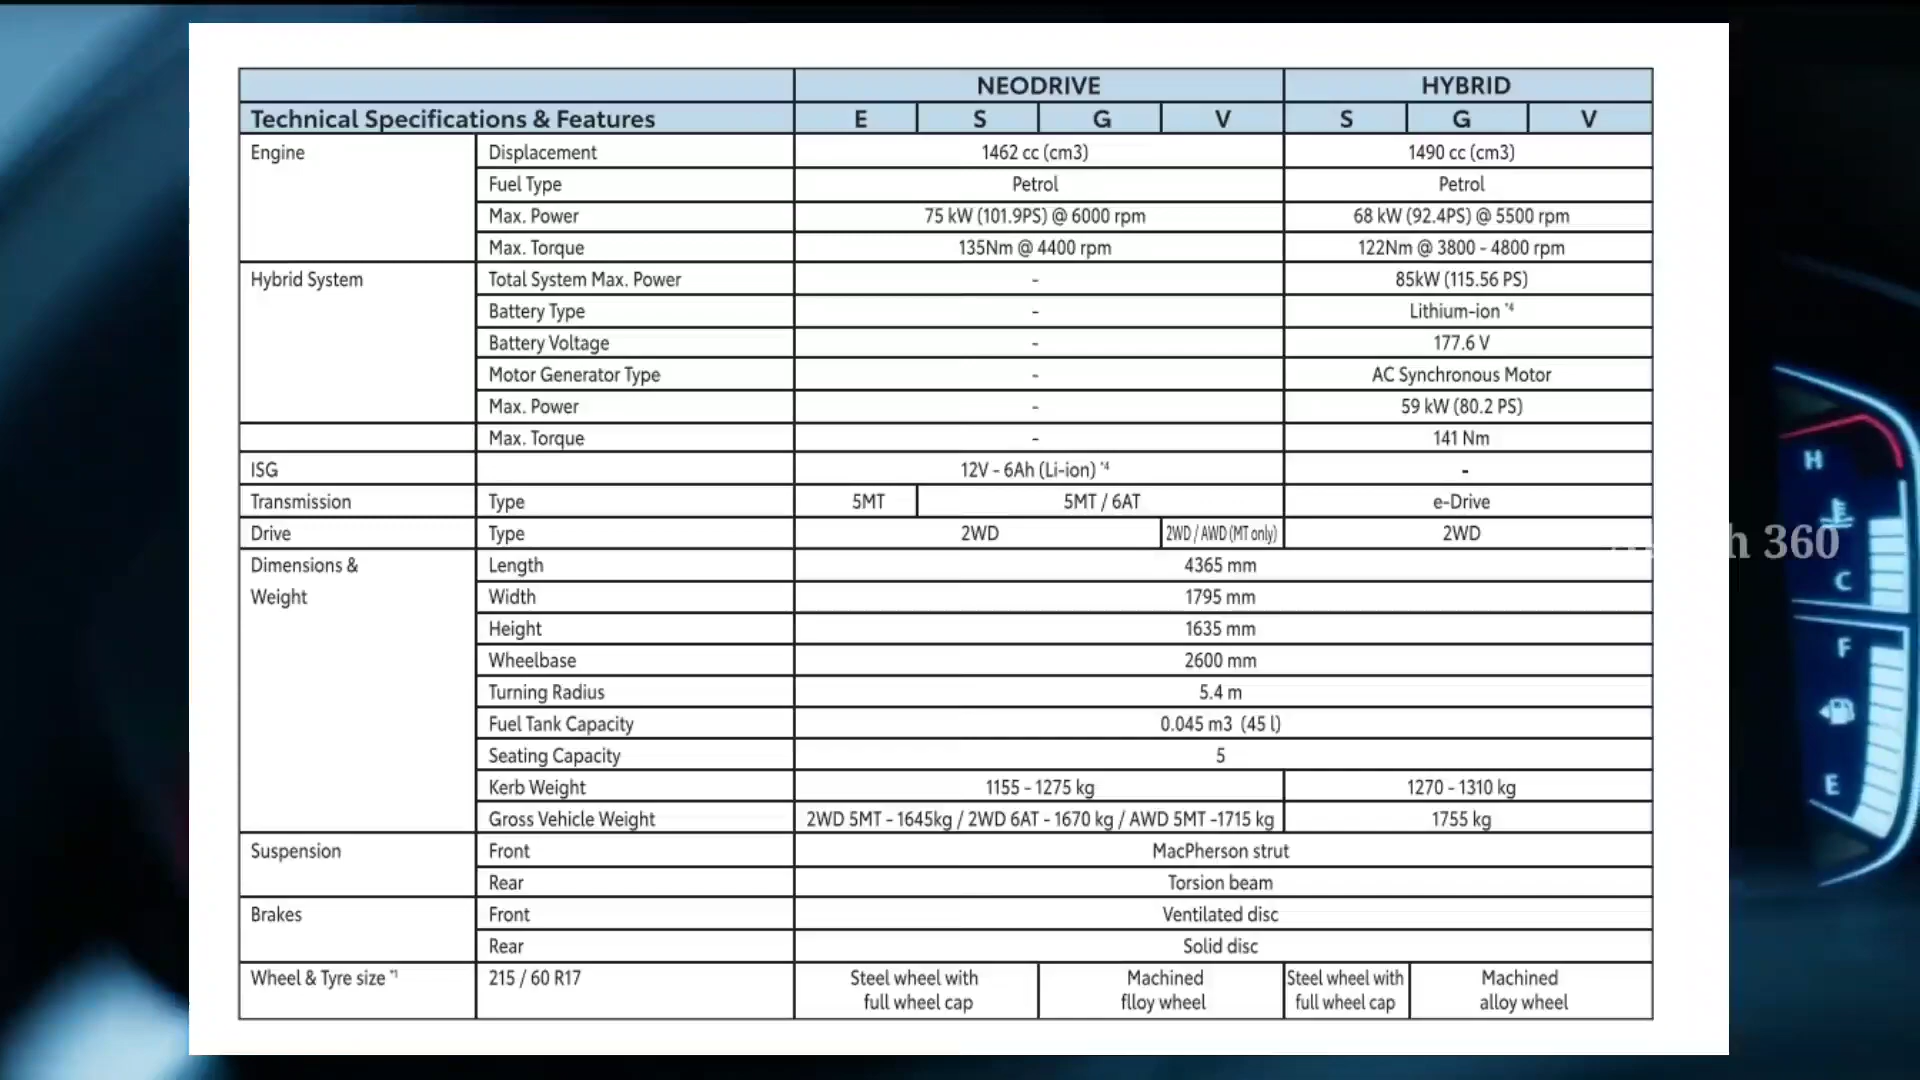 NEODRIVE HYBRID
Technical Specifications & Features E S G V S G V
Engine Displacement 1462 cc (cm3) 1490 cc (cm3)
Fuel Type Petrol Petrol
Max. Power 75 kW (101.9PS) @ 6000 rpm 68 kW (92.4PS) @ 5500 rpm
Max. Torque 135Nm @ 4400 rpm 122Nm @ 3800 - 4800 rpm
Hybrid System Total System Max. Power - 85kW (115.56 PS)
Battery Type - Lithium-ion *4
Battery Voltage - 177.6 V
Motor Generator Type - AC Synchronous Motor
Max. Power - 59 kW (80.2 PS)
Max. Torque - 141 Nm
ISG 12V - 6Ah (Li-ion) *4 -
Transmission Type 5MT 5MT / 6AT e-Drive
Drive Type 2WD 2WD / AWD (MT only) 2WD
Dimensions & Length 4365 mm
Weight Width 1795 mm
Height 1635 mm
Wheelbase 2600 mm
Turning Radius 5.4 m
Fuel Tank Capacity 0.045 m3 (45 l)
Seating Capacity 5
Kerb Weight 1155 - 1275 kg 1270 - 1310 kg
Gross Vehicle Weight 2WD 5MT - 1645kg / 2WD 6AT - 1670 kg / AWD 5MT -1715 kg 1755 kg
Suspension Front MacPherson strut
Rear Torsion beam
Brakes Front Ventilated disc
Rear Solid disc
Wheel & Tyre size *1 215 / 60 R17 Steel wheel with Machined Steel wheel with Machined
full wheel cap flloy wheel full wheel cap alloy wheel
360
H
C
F
E